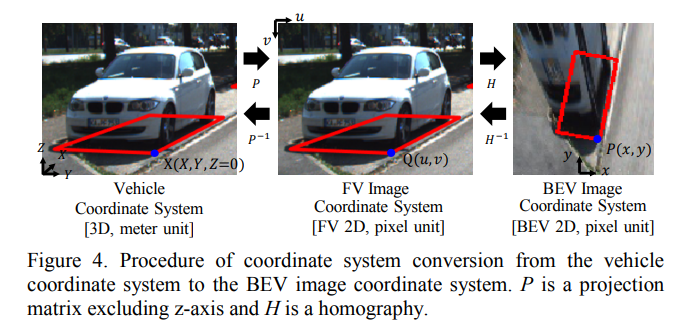 u
v
P
H
P⁻¹
H⁻¹
Z
X
Y
X(X,Y,Z=0)
Q(u,v)
P(x,y)
y
x
Vehicle
Coordinate System
[3D, meter unit]
FV Image
Coordinate System
[FV 2D, pixel unit]
BEV Image
Coordinate System
[BEV 2D, pixel unit]
Figure 4. Procedure of coordinate system conversion from the vehicle
coordinate system to the BEV image coordinate system. P is a projection
matrix excluding z-axis and H is a homography.